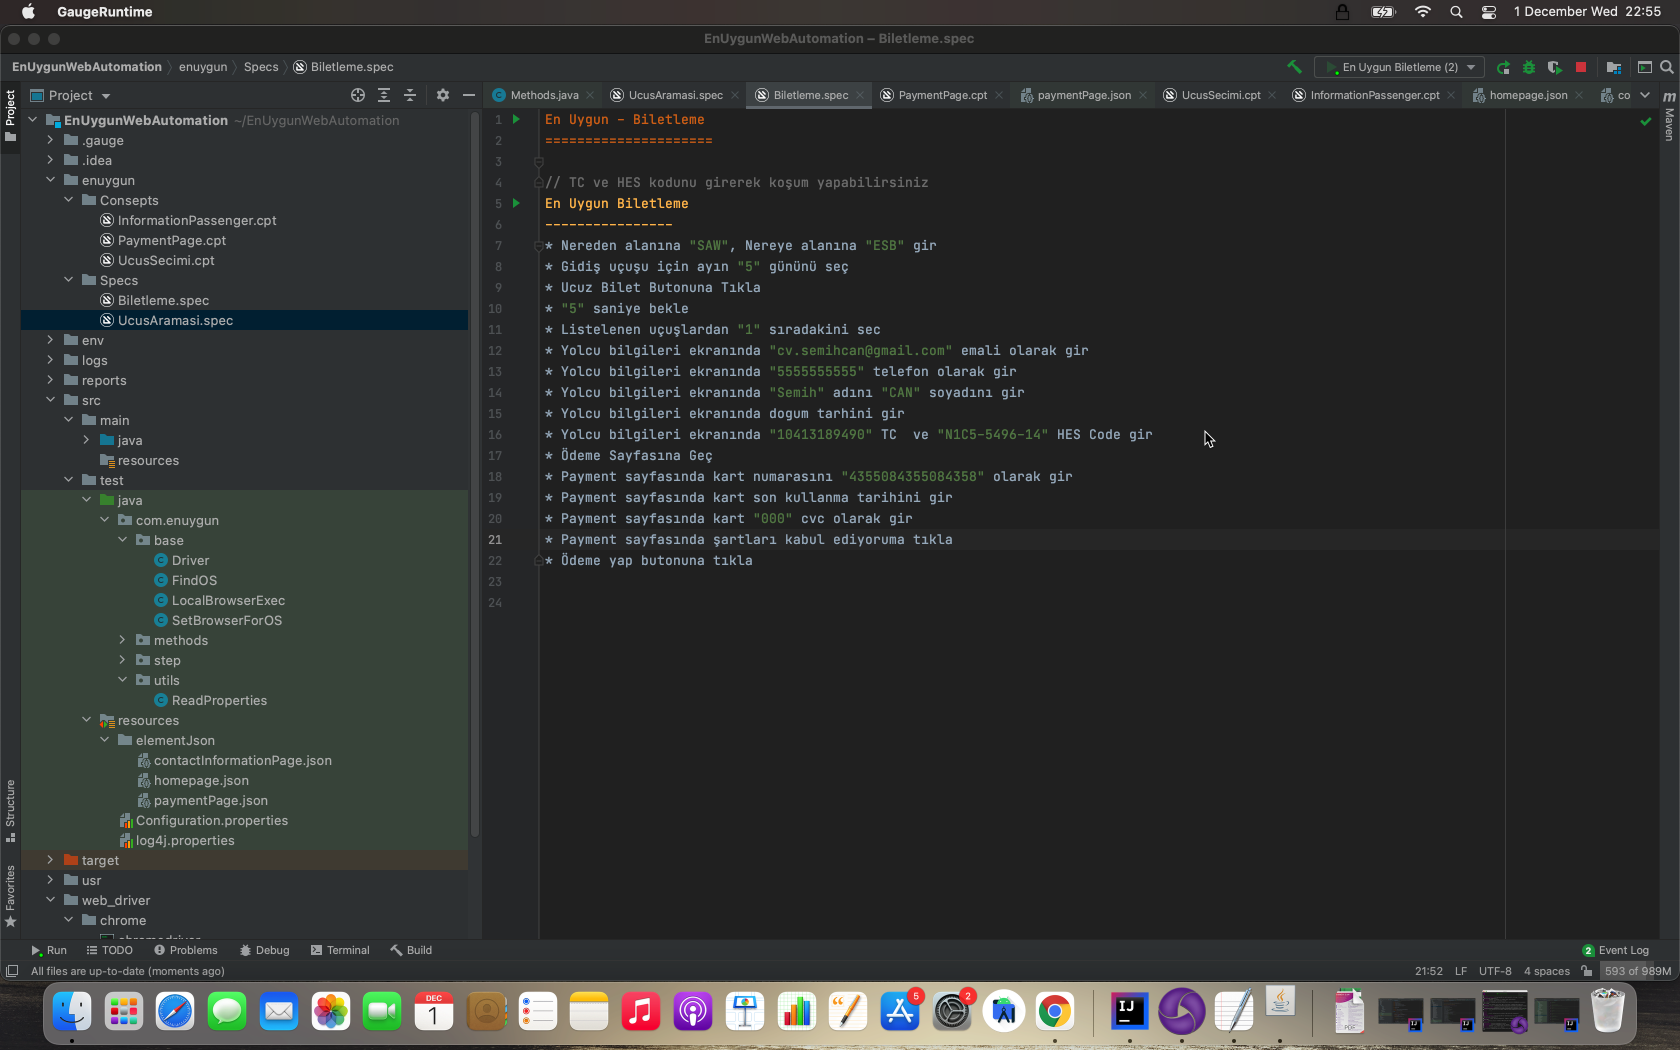 GaugeRuntime
1 December Wed 22:55
EnUygunWebAutomation – Biletleme.spec
EnUygunWebAutomation enuygun Specs Biletleme.spec
En Uygun Biletleme (2)
Project
Project
Methods.java
UcusAramasi.spec
Biletleme.spec
PaymentPage.cpt
paymentPage.json
UcusSecimi.cpt
InformationPassenger.cpt
homepage.json
co
Maven
EnUygunWebAutomation ~/EnUygunWebAutomation
.gauge
.idea
enuygun
Consepts
InformationPassenger.cpt
PaymentPage.cpt
UcusSecimi.cpt
Specs
Biletleme.spec
UcusAramasi.spec
env
logs
reports
src
main
java
resources
test
java
com.enuygun
base
Driver
FindOS
LocalBrowserExec
SetBrowserForOS
methods
step
utils
ReadProperties
resources
elementJson
contactInformationPage.json
homepage.json
paymentPage.json
Configuration.properties
log4j.properties
target
usr
web_driver
chrome
Structure
Favorites
1 En Uygun - Biletleme
2 =====================
3
4 // TC ve HES kodunu girerek koşum yapabilirsiniz
5 En Uygun Biletleme
6 ----------------
7 * Nereden alanına "SAW", Nereye alanına "ESB" gir
8 * Gidiş uçuşu için ayın "5" gününü seç
9 * Ucuz Bilet Butonuna Tıkla
10 * "5" saniye bekle
11 * Listelenen uçuşlardan "1" sıradakini sec
12 * Yolcu bilgileri ekranında "cv.semihcan@gmail.com" emali olarak gir
13 * Yolcu bilgileri ekranında "5555555555" telefon olarak gir
14 * Yolcu bilgileri ekranında "Semih" adını "CAN" soyadını gir
15 * Yolcu bilgileri ekranında dogum tarhini gir
16 * Yolcu bilgileri ekranında "10413189490" TC  ve "N1C5-5496-14" HES Code gir
17 * Ödeme Sayfasına Geç
18 * Payment sayfasında kart numarasını "4355084355084358" olarak gir
19 * Payment sayfasında kart son kullanma tarihini gir
20 * Payment sayfasında kart "000" cvc olarak gir
21 * Payment sayfasında şartları kabul ediyoruma tıkla
22 * Ödeme yap butonuna tıkla
23
24
Run TODO Problems Debug Terminal Build
2 Event Log
All files are up-to-date (moments ago)
21:52 LF UTF-8 4 spaces 593 of 989M
DEC
1
5
2
IJ
PDF